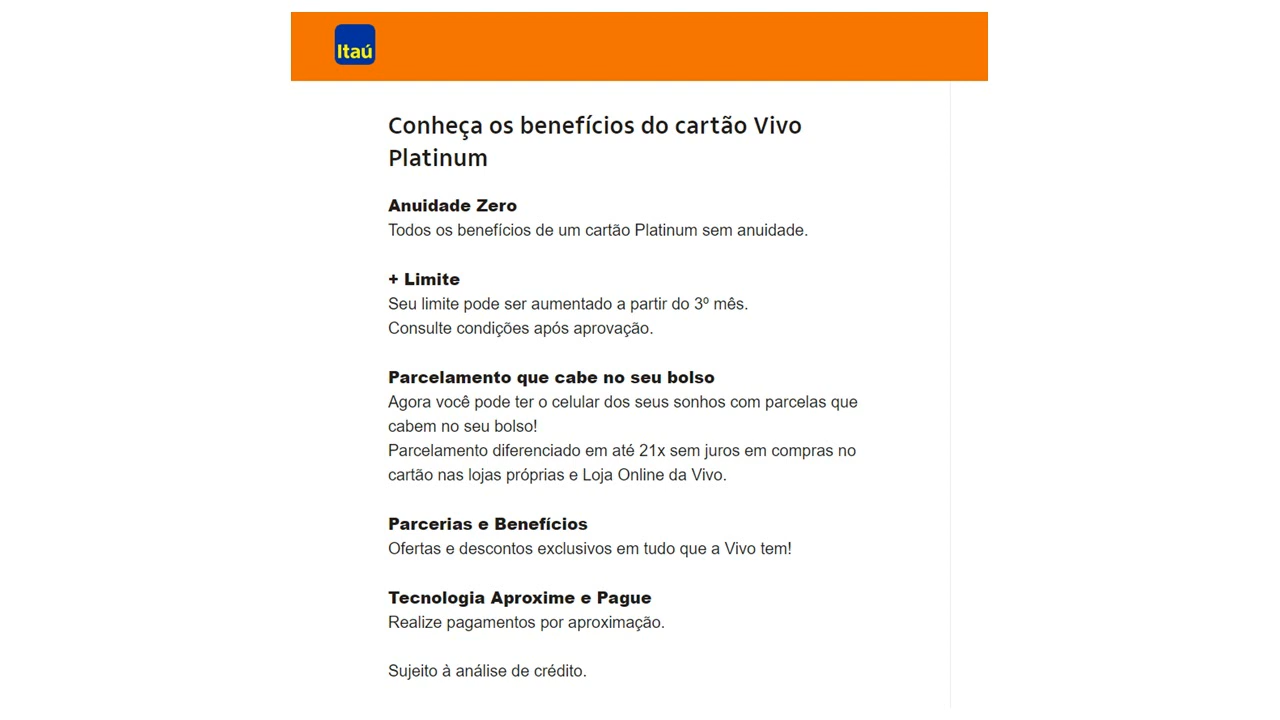 Itaú
Conheça os benefícios do cartão Vivo
Platinum
Anuidade Zero
Todos os benefícios de um cartão Platinum sem anuidade.
+ Limite
Seu limite pode ser aumentado a partir do 3º mês.
Consulte condições após aprovação.
Parcelamento que cabe no seu bolso
Agora você pode ter o celular dos seus sonhos com parcelas que
cabem no seu bolso!
Parcelamento diferenciado em até 21x sem juros em compras no
cartão nas lojas próprias e Loja Online da Vivo.
Parcerias e Benefícios
Ofertas e descontos exclusivos em tudo que a Vivo tem!
Tecnologia Aproxime e Pague
Realize pagamentos por aproximação.
Sujeito à análise de crédito.